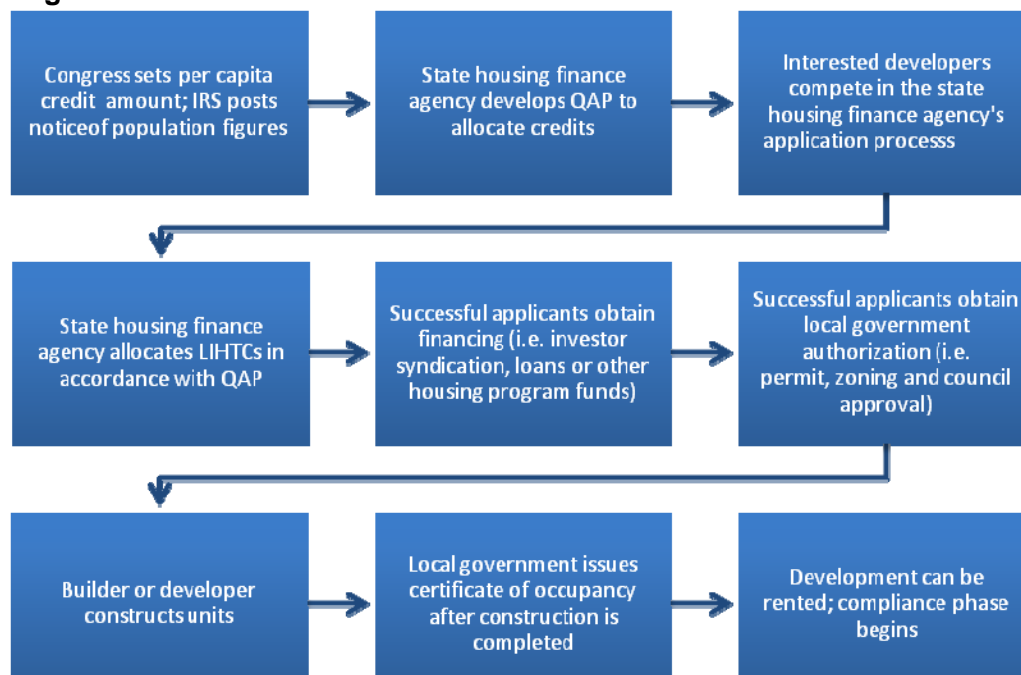 Congress sets per capita
credit amount; IRS posts
noticeof population figures
State housing finance
agency develops QAP to
allocate credits
Interested developers
compete in the state
housing finance agency's
application processs
State housing finance
agency allocates LIHTCs in
accordance with QAP
Successful applicants obtain
financing (i.e. investor
syndication, loans or other
housing program funds)
Successful applicants obtain
local government
authorization (i.e.
permit, zoning and council
approval)
Builder or developer
constructs units
Local government issues
certificate of occupancy
after construction is
completed
Development can be
rented; compliance phase
begins